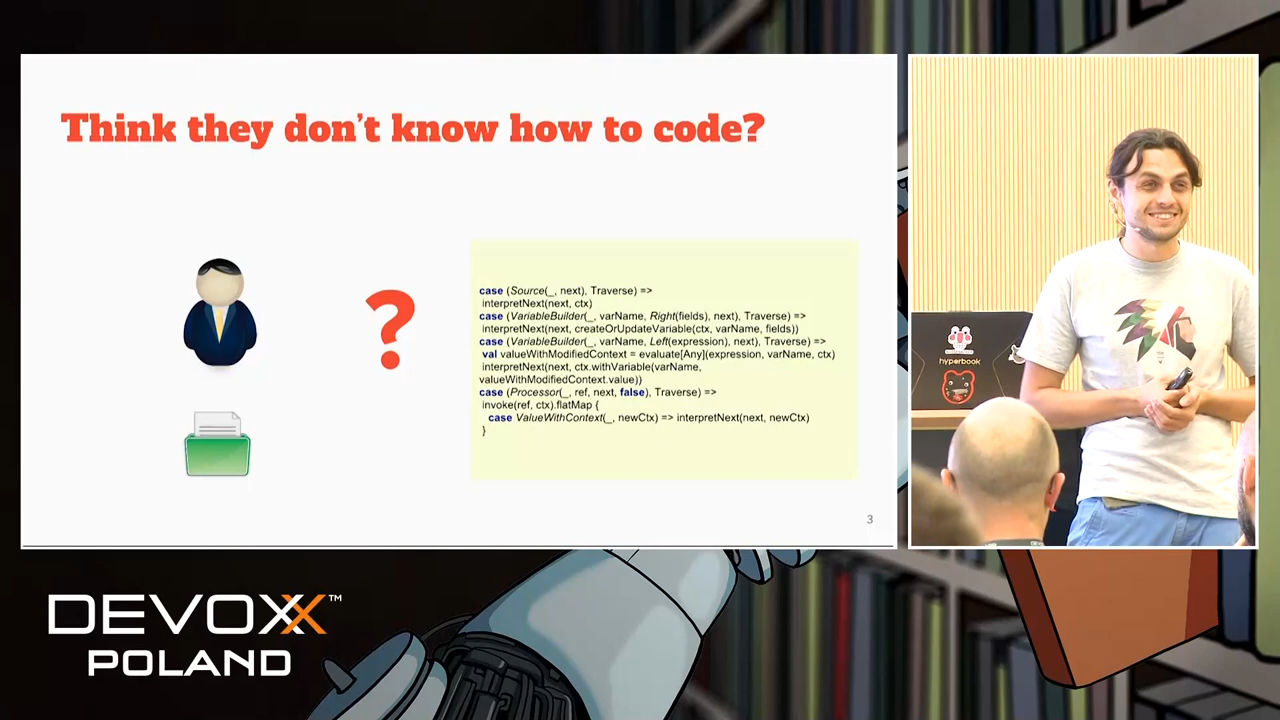 Think they don't know how to code?
?
case (Source(_, next), Traverse) =>
interpretNext(next, ctx)
case (VariableBuilder(_, varName, Right(fields), next), Traverse) =>
interpretNext(next, createOrUpdateVariable(ctx, varName, fields))
case (VariableBuilder(_, varName, Left(expression), next), Traverse) =>
val valueWithModifiedContext = evaluate[Any](expression, varName, ctx)
interpretNext(next, ctx.withVariable(varName,
valueWithModifiedContext.value))
case (Processor(_, ref, next, false), Traverse) =>
invoke(ref, ctx).flatMap {
case ValueWithContext(_, newCtx) => interpretNext(next, newCtx)
}
3
hyperbook
DEVOXX™
POLAND